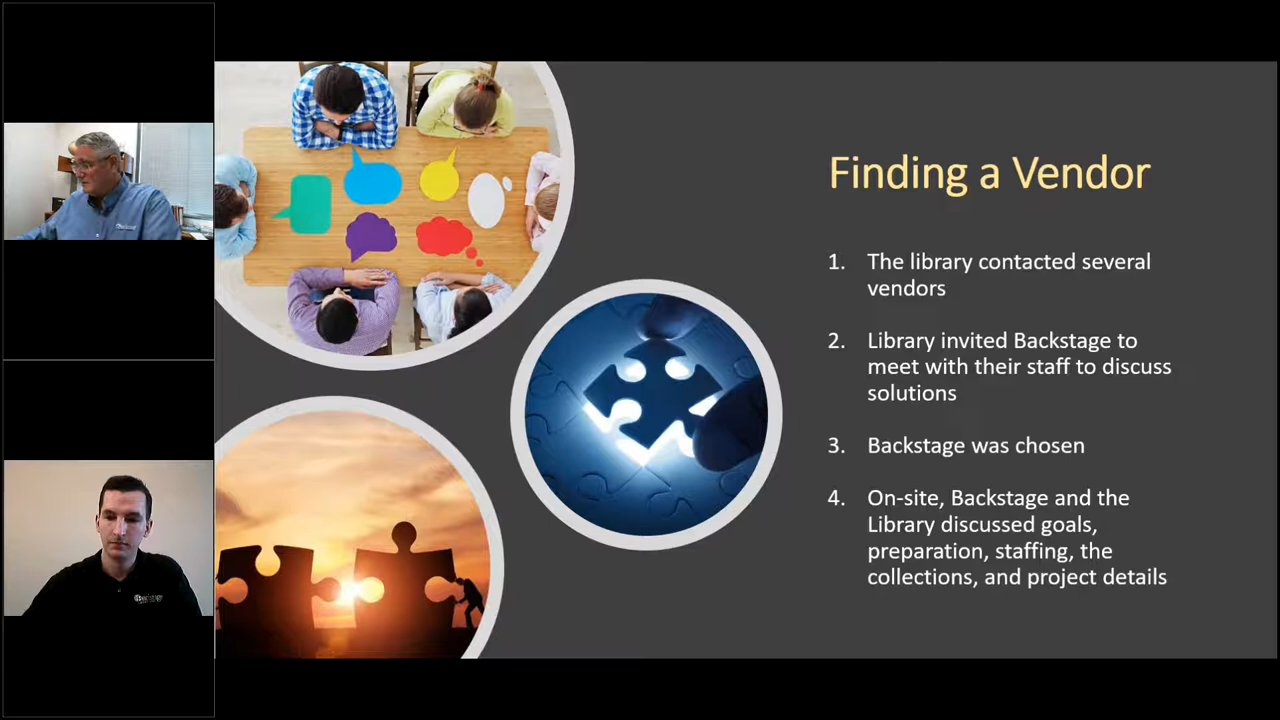 Finding a Vendor
1. The library contacted several
vendors
2. Library invited Backstage to
meet with their staff to discuss
solutions
3. Backstage was chosen
4. On-site, Backstage and the
Library discussed goals,
preparation, staffing, the
collections, and project details